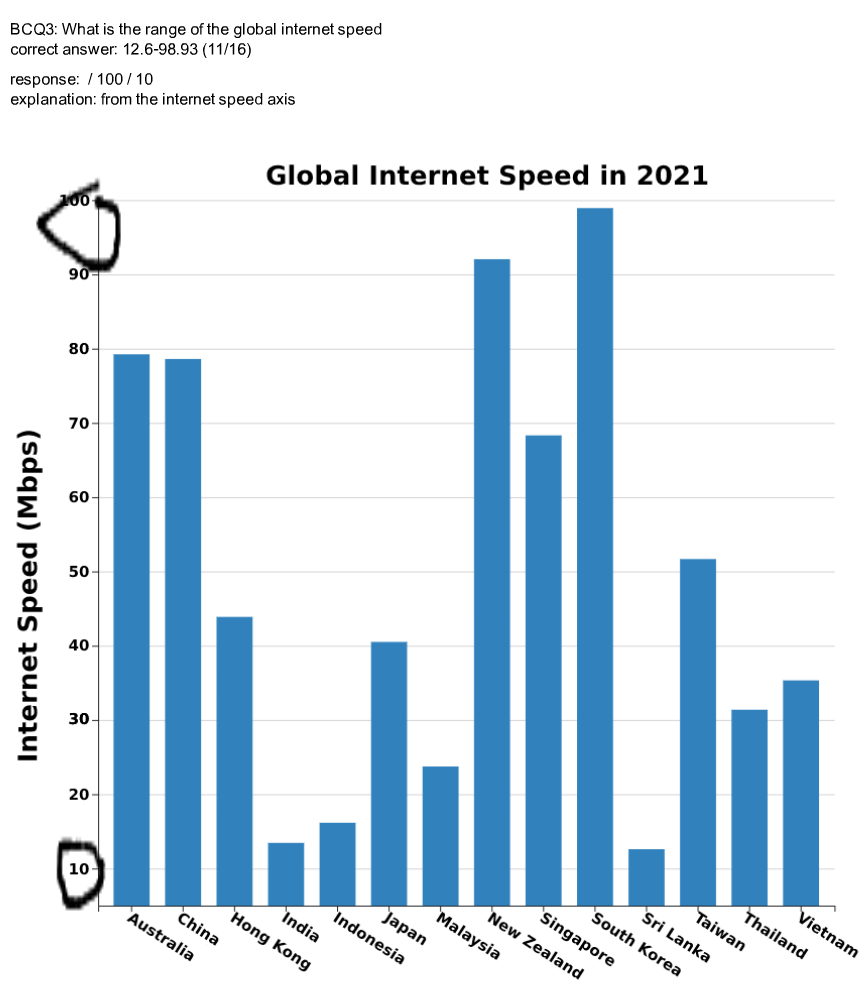 BCQ3: What is the range of the global internet speed
correct answer: 12.6-98.93 (11/16)
response:  / 100 / 10
explanation: from the internet speed axis
Global Internet Speed in 2021
100
90
80
70
60
50
40
30
20
10
Internet Speed (Mbps)
Australia
China
Hong Kong
India
Indonesia
Japan
Malaysia
New Zealand
Singapore
South Korea
Sri Lanka
Taiwan
Thailand
Vietnam